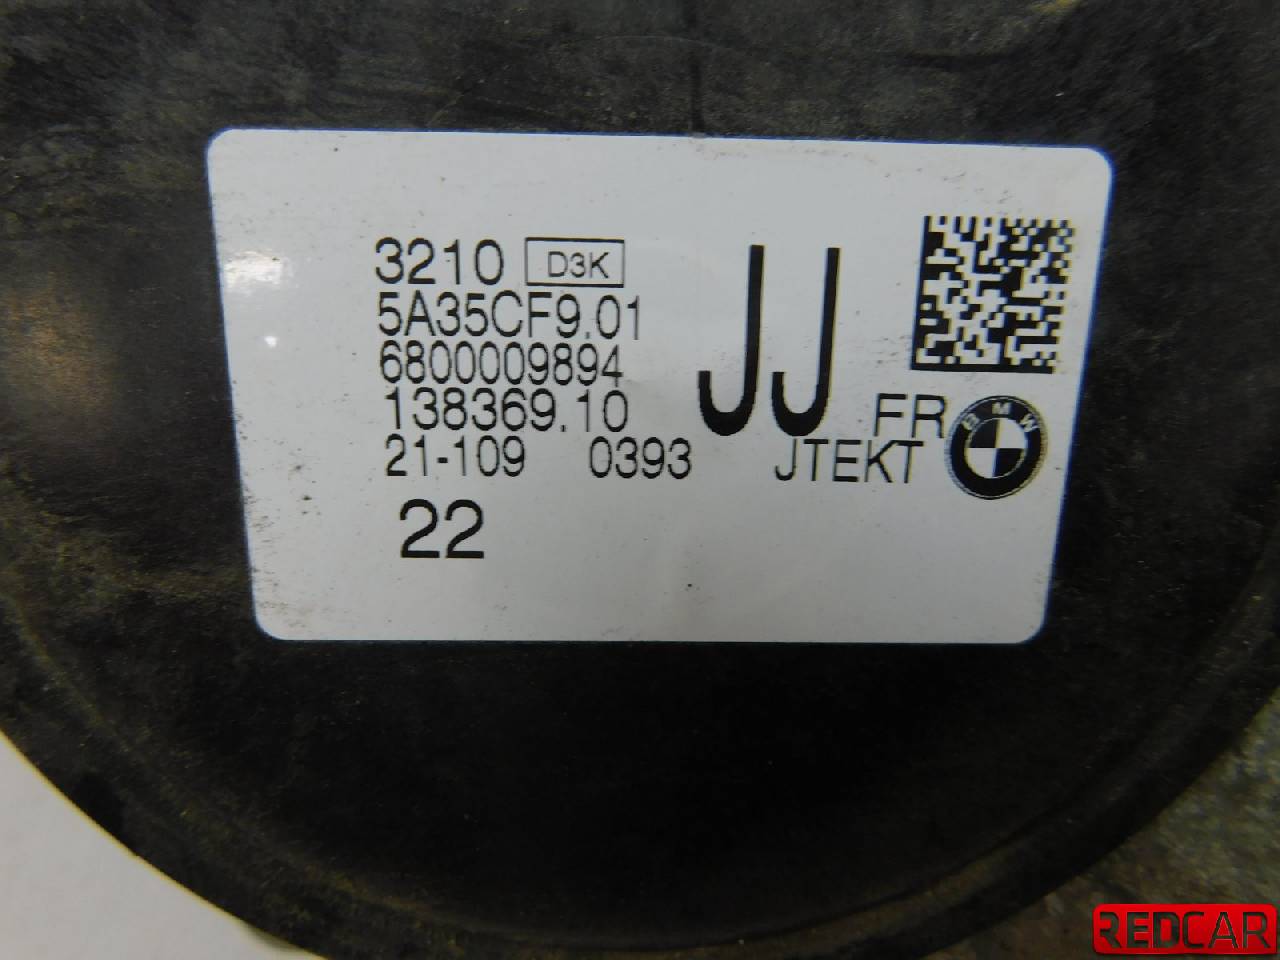 3210 D3K
5A35CF9.01
6800009894
138369.10
21-109 0393
22
JJ
FR
JTEKT
BMW
REDCAR